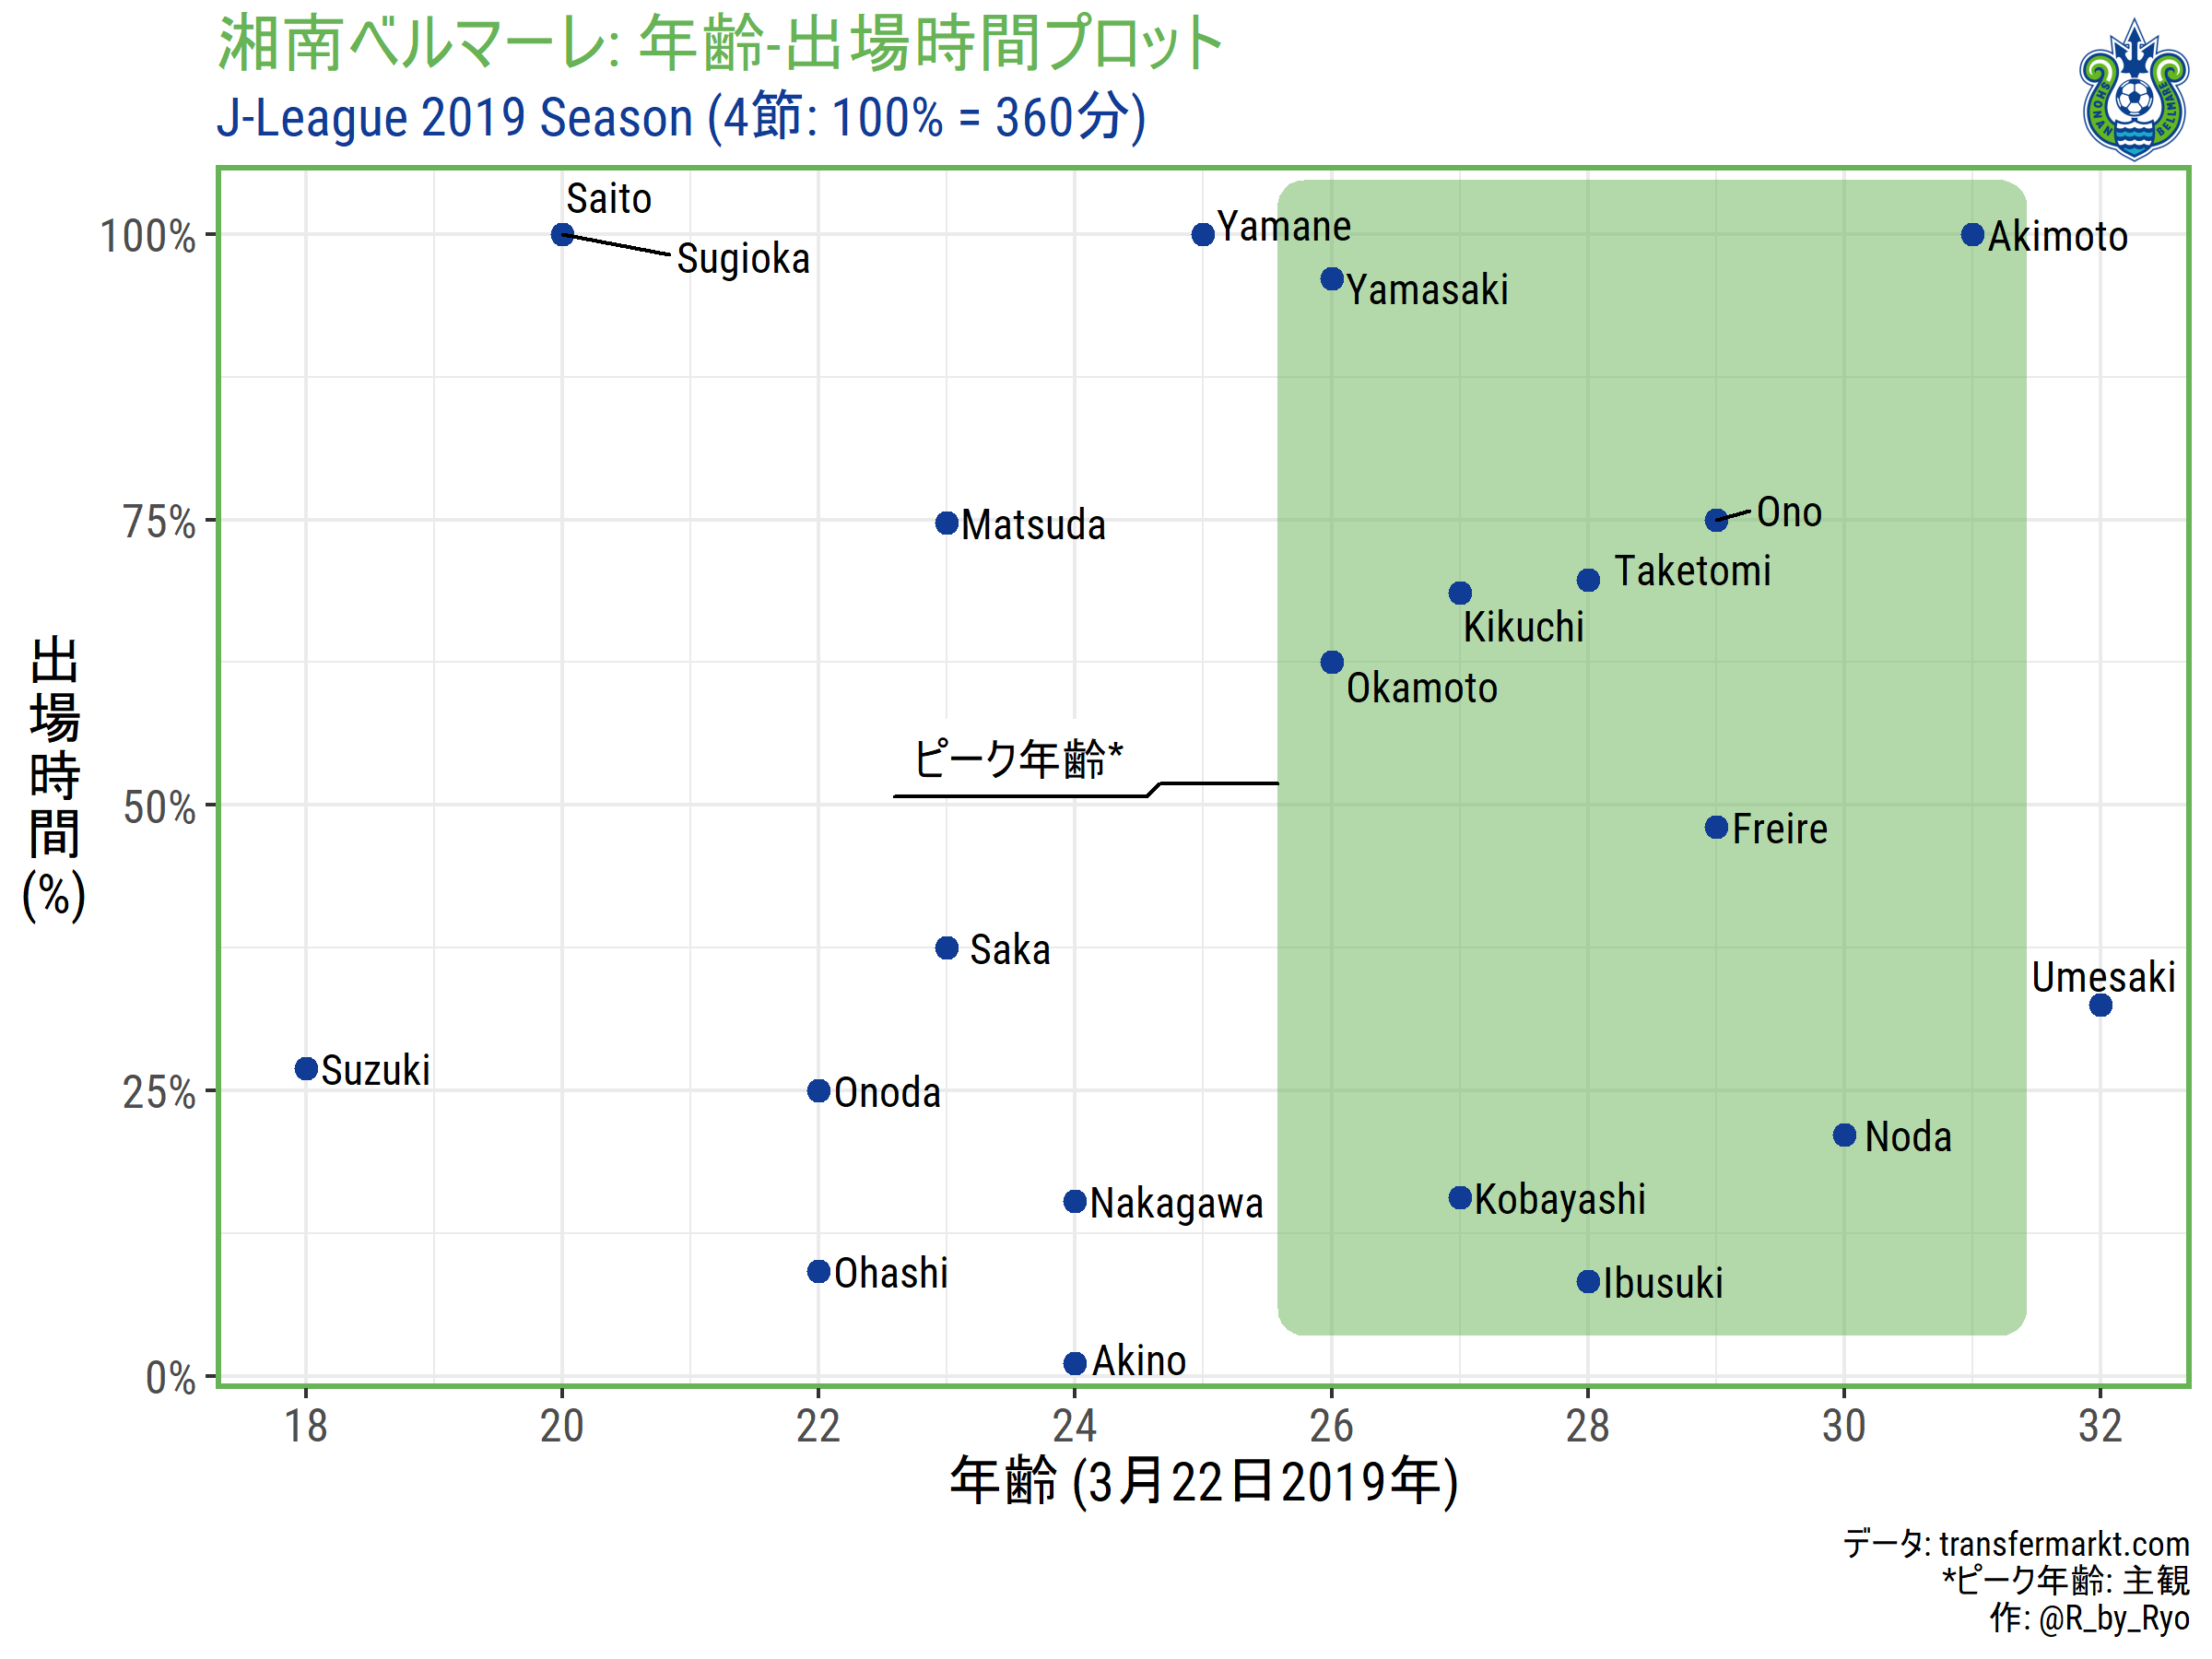 湘南ベルマーレ: 年齢-出場時間プロット
J-League 2019 Season (4節: 100% = 360分)
SHONAN BELLMARE
出場時間(%)
100%
75%
50%
25%
0%
Saito
Sugioka
Yamane
Akimoto
Yamasaki
Matsuda
Ono
Taketomi
Kikuchi
Okamoto
ピーク年齢*
Freire
Saka
Umesaki
Suzuki
Onoda
Noda
Nakagawa
Kobayashi
Ohashi
Ibusuki
Akino
18 20 22 24 26 28 30 32
年齢 (3月22日2019年)
データ: transfermarkt.com
*ピーク年齢: 主観
作: @R_by_Ryo